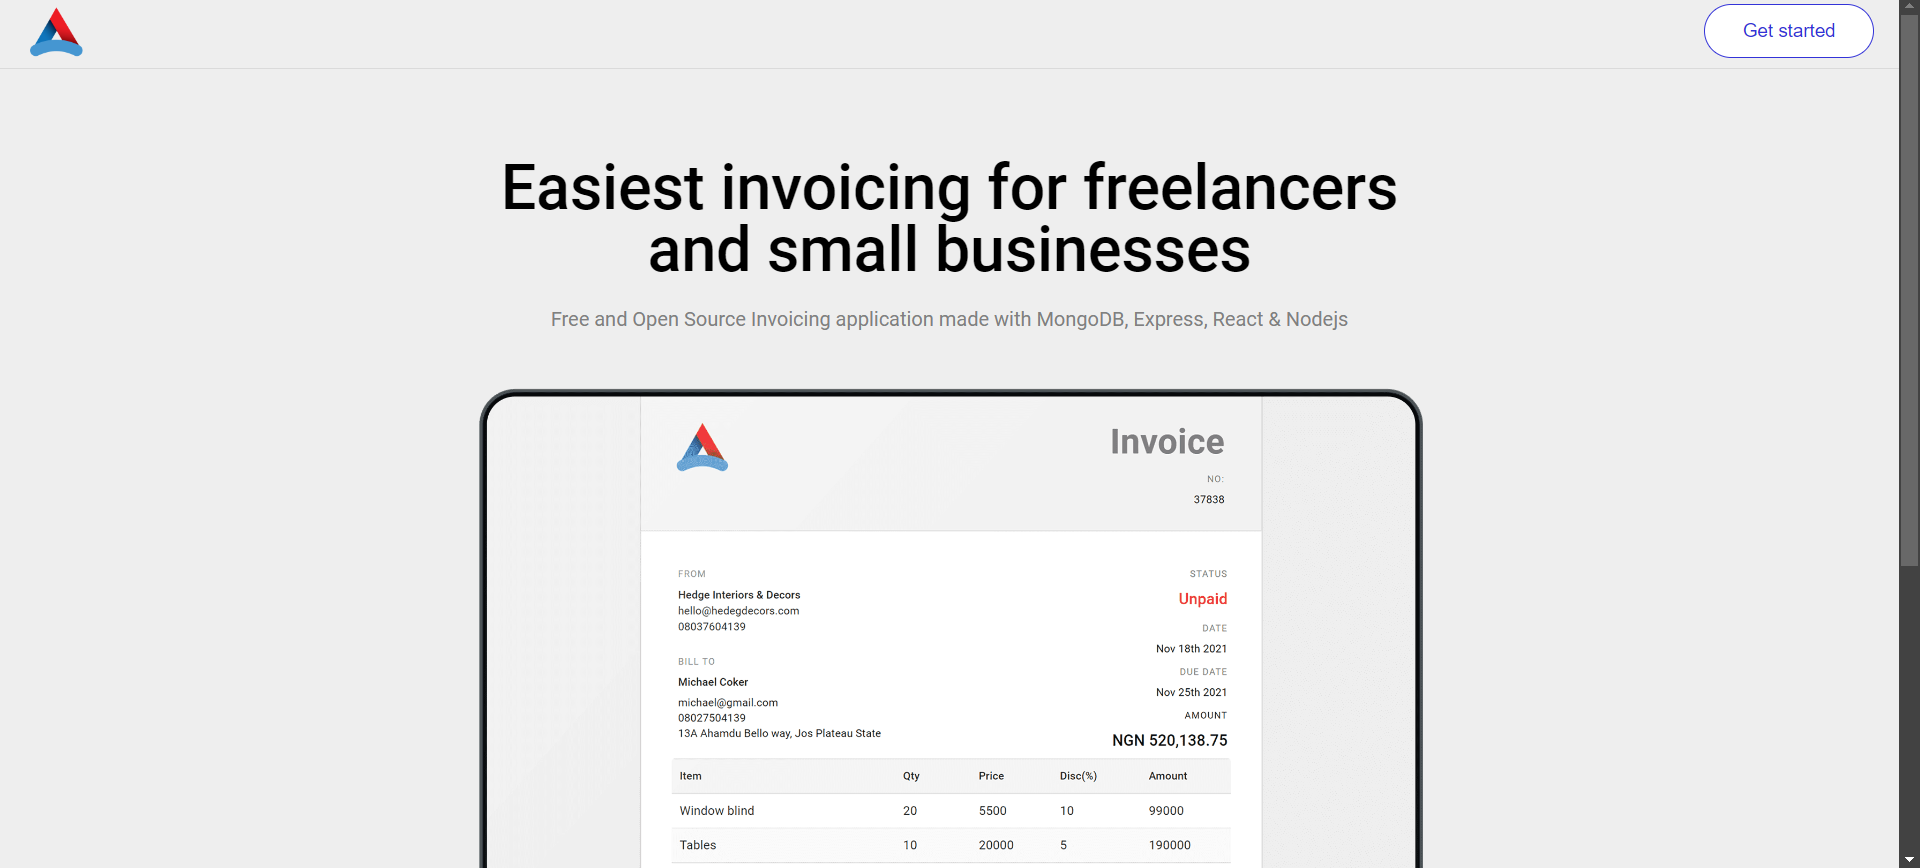 Get started
Easiest invoicing for freelancers
and small businesses
Free and Open Source Invoicing application made with MongoDB, Express, React & Nodejs
Invoice
NO:
37838
FROM
Hedge Interiors & Decors
hello@hedegdecors.com
08037604139
BILL TO
Michael Coker
michael@gmail.com
08027504139
13A Ahamdu Bello way, Jos Plateau State
STATUS
Unpaid
DATE
Nov 18th 2021
DUE DATE
Nov 25th 2021
AMOUNT
NGN 520,138.75
Item Qty Price Disc(%) Amount
Window blind 20 5500 10 99000
Tables 10 20000 5 190000